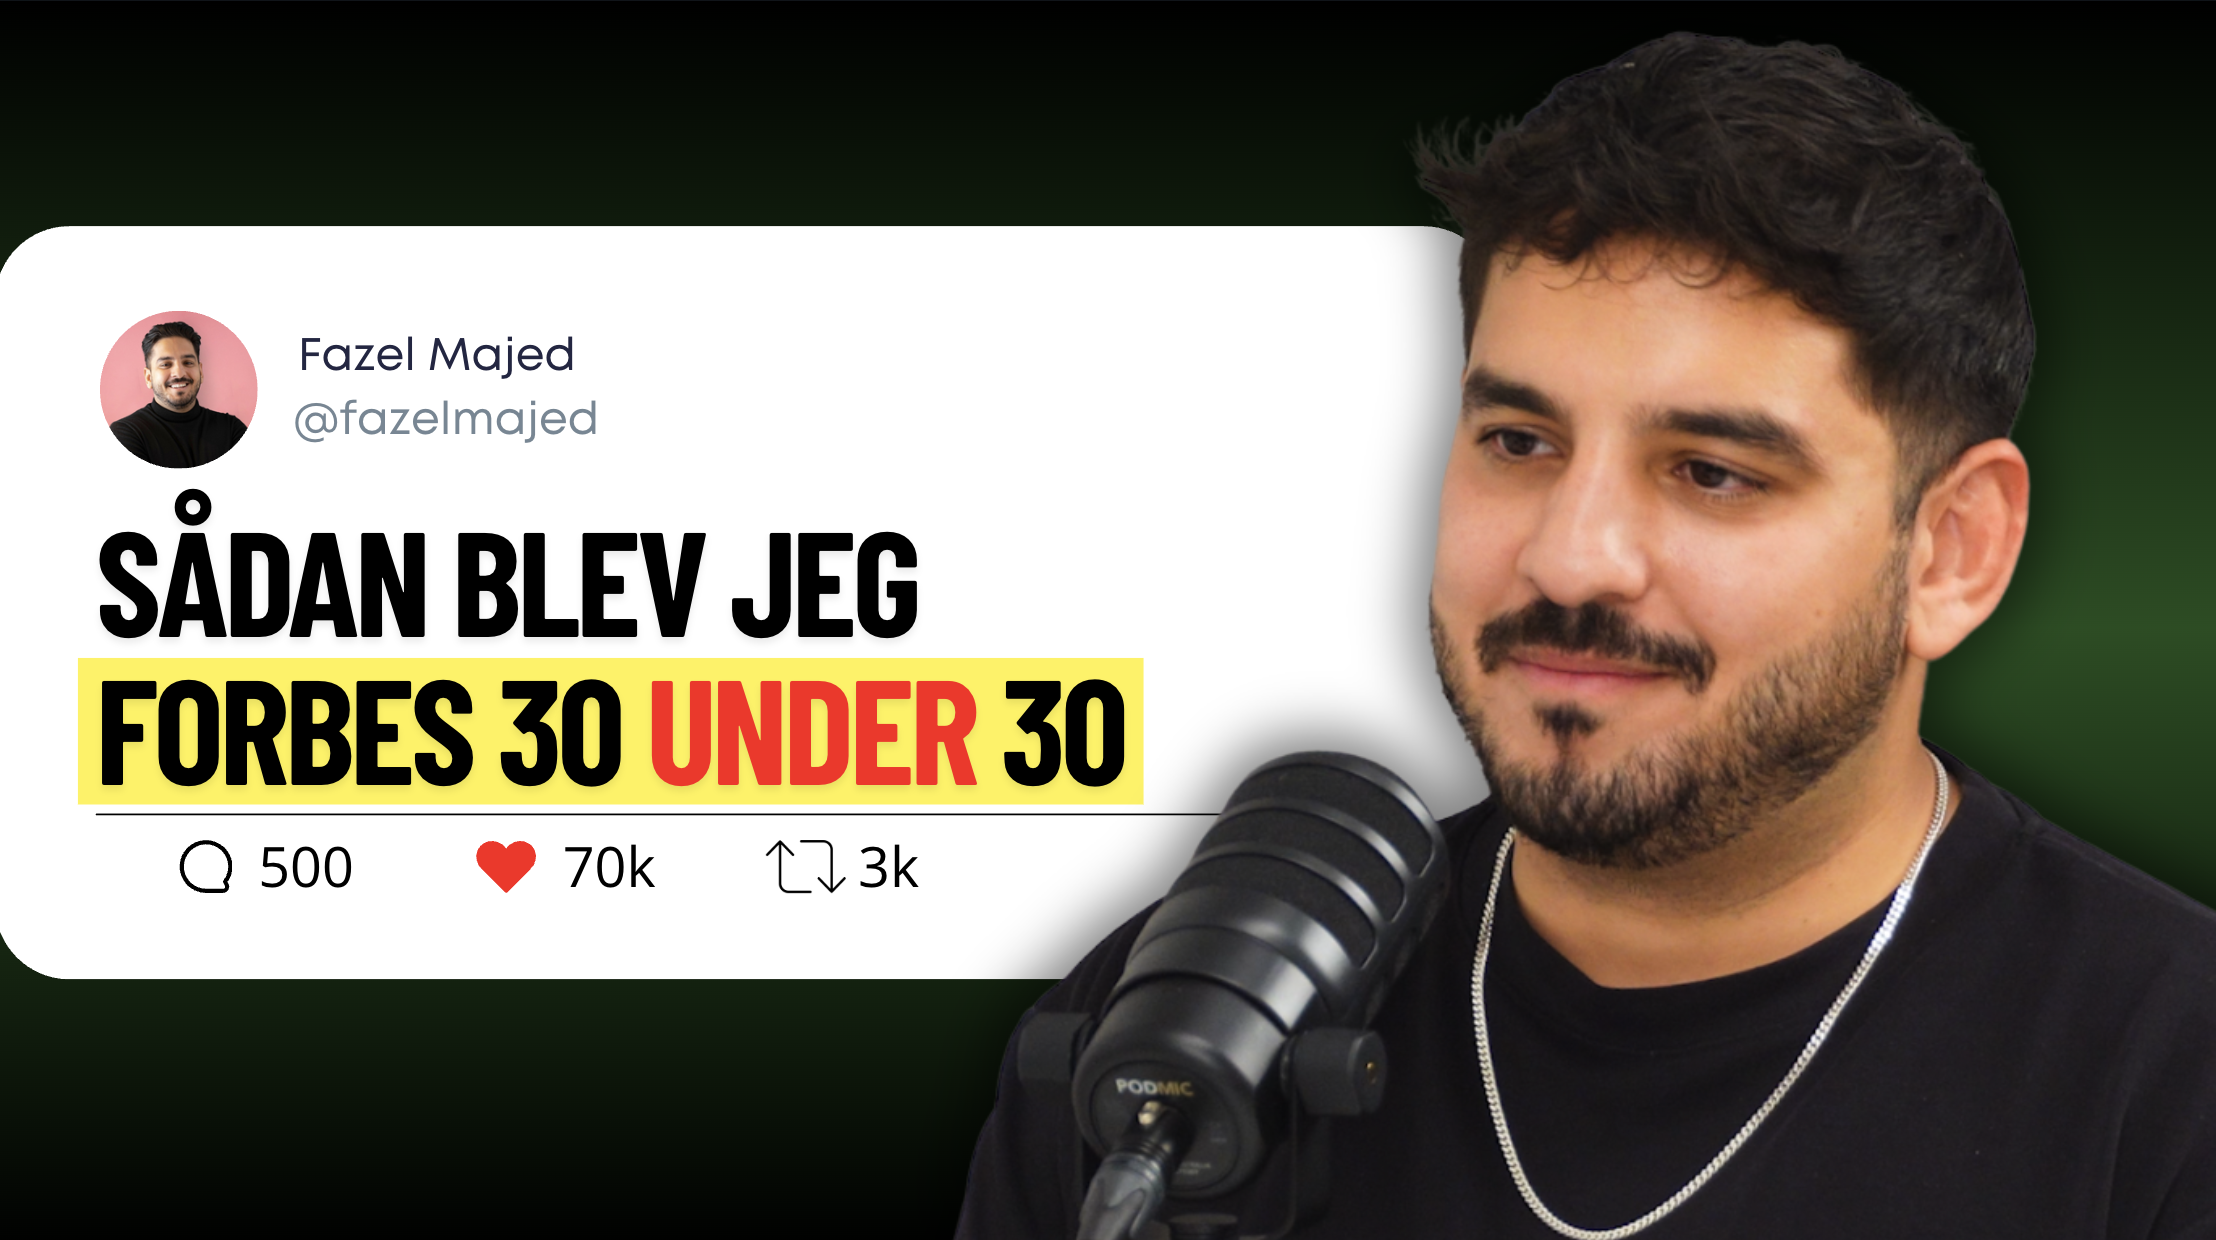 Fazel Majed
@fazelmajed
SÅDAN BLEV JEG
FORBES 30 UNDER 30
500 70k 3k
PODMIC